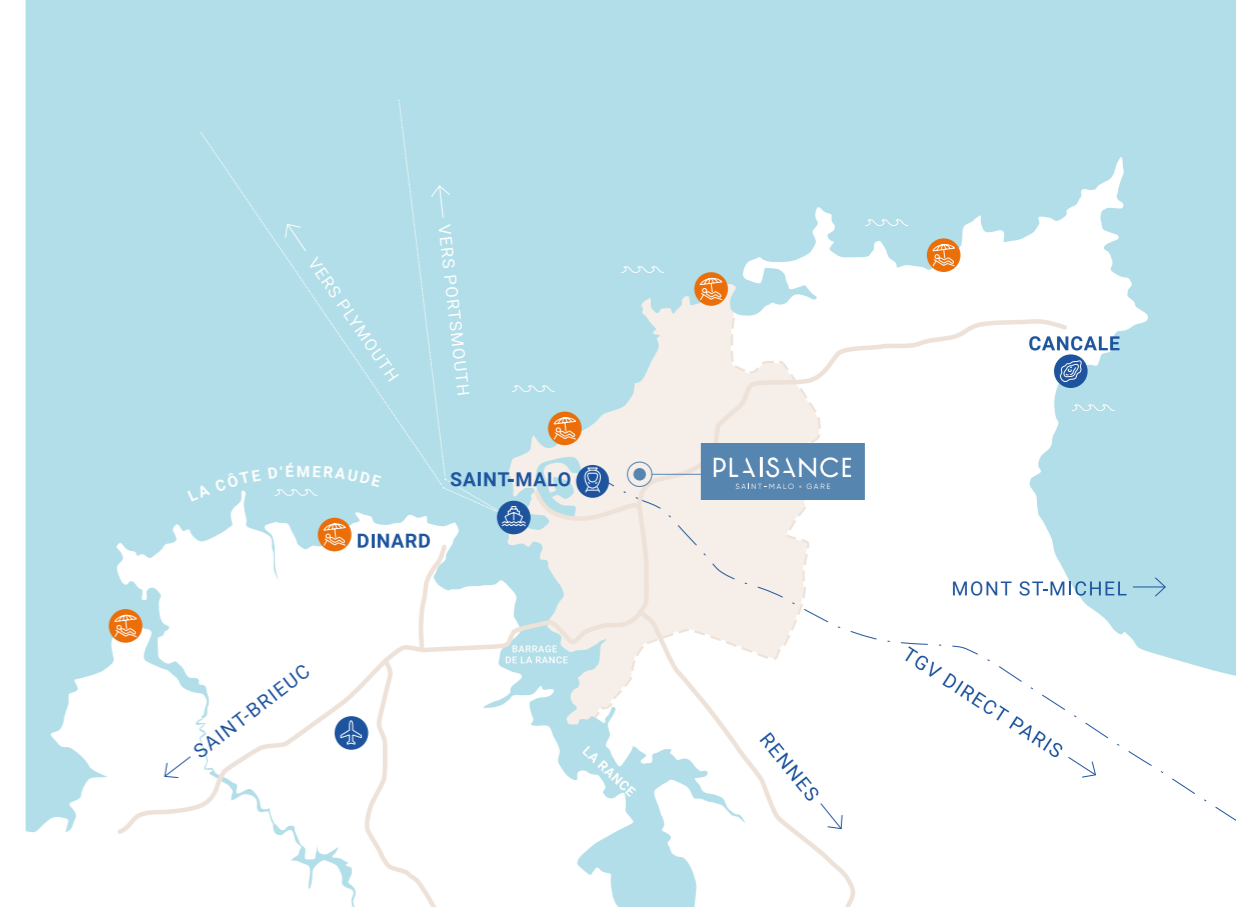 VERS PLYMOUTH
VERS PORTSMOUTH
CANCALE
LA CÔTE D'ÉMERAUDE
SAINT-MALO
PLAISANCE
SAINT-MALO - GARE
DINARD
MONT ST-MICHEL
BARRAGE
DE LA RANCE
TGV DIRECT PARIS
SAINT-BRIEUC
LA RANCE
RENNES